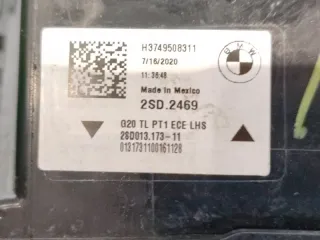 H3749508311
7/16/2020
11:36:48
BMW
Made in Mexico
2SD.2469
G20 TL PT1 ECE LHS
2SD013.173-11
0131731100161128